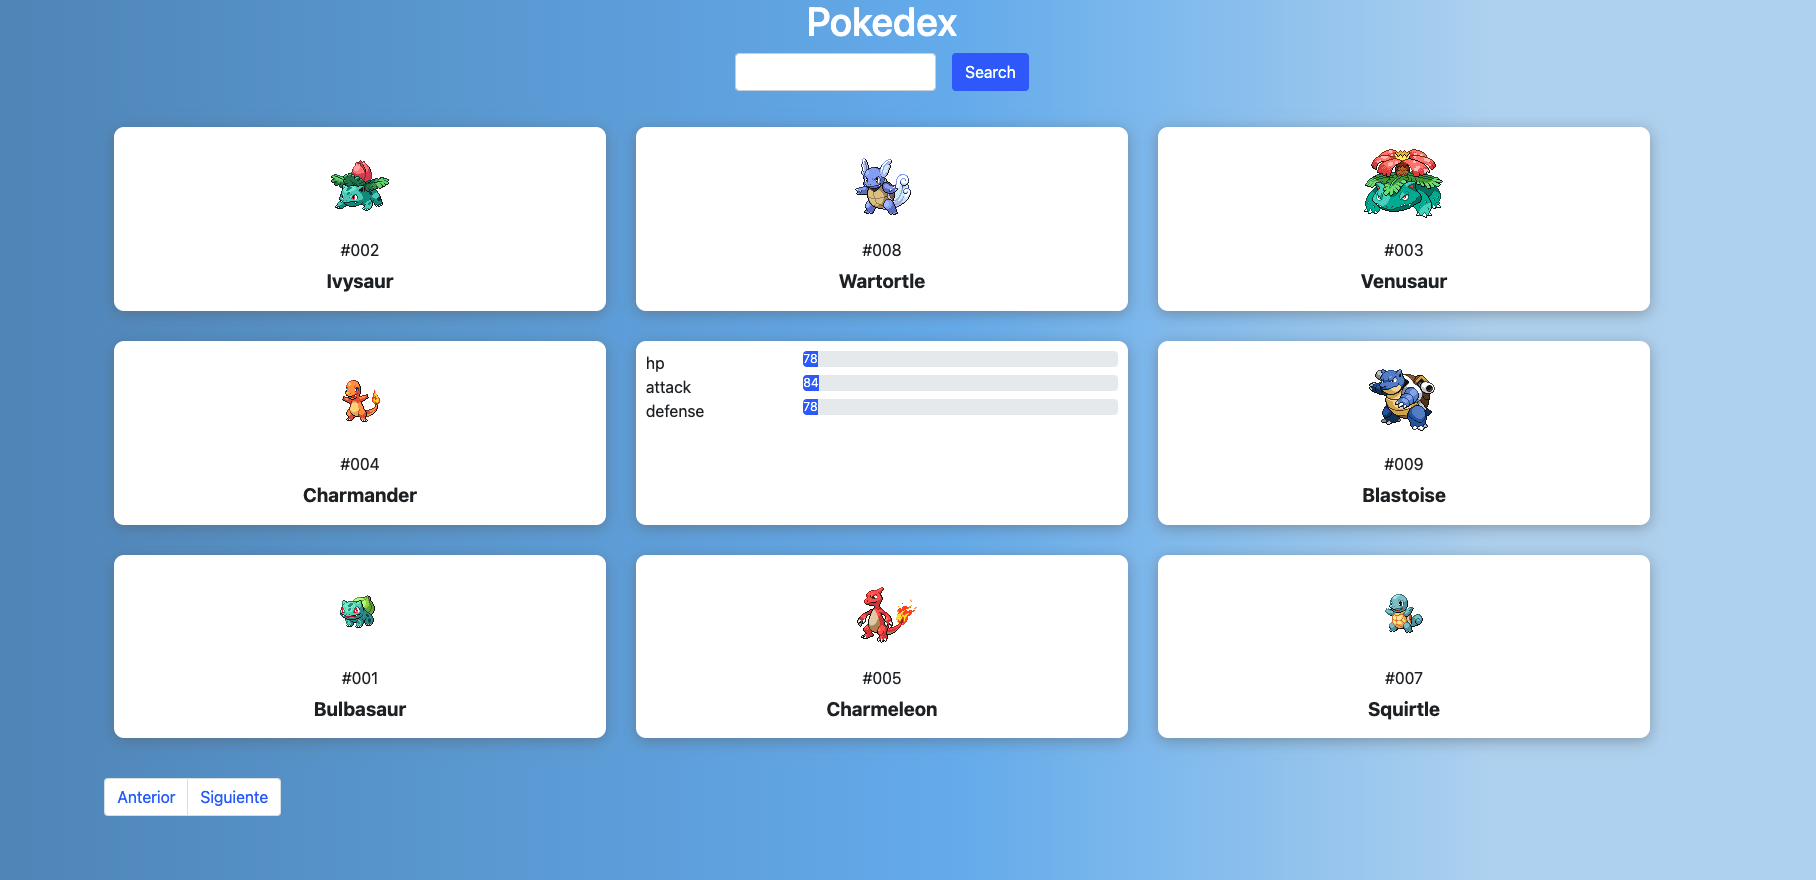 Pokedex
Search
#002
Ivysaur
#008
Wartortle
#003
Venusaur
#004
Charmander
hp 78
attack 84
defense 78
#009
Blastoise
#001
Bulbasaur
#005
Charmeleon
#007
Squirtle
Anterior Siguiente